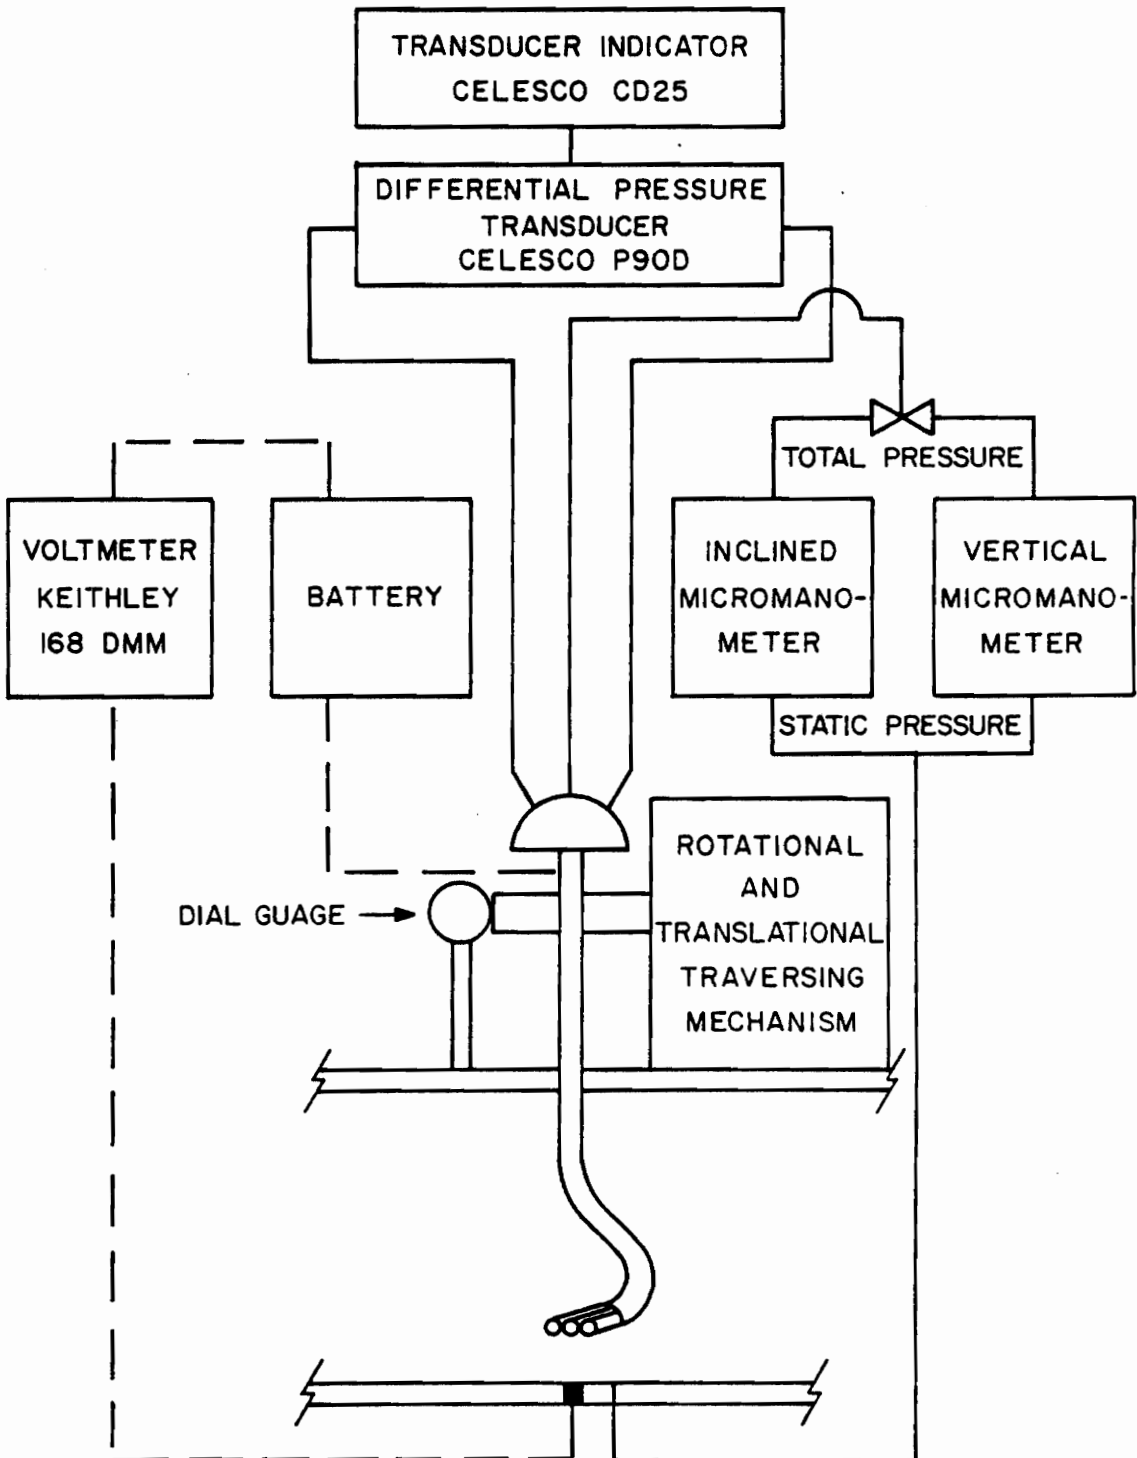 TRANSDUCER INDICATOR
CELESCO CD25
DIFFERENTIAL PRESSURE
TRANSDUCER
CELESCO P90D
TOTAL PRESSURE
VOLTMETER
KEITHLEY
168 DMM
BATTERY
INCLINED
MICROMANO-
METER
VERTICAL
MICROMANO-
METER
STATIC PRESSURE
ROTATIONAL
AND
TRANSLATIONAL
TRAVERSING
MECHANISM
DIAL GUAGE